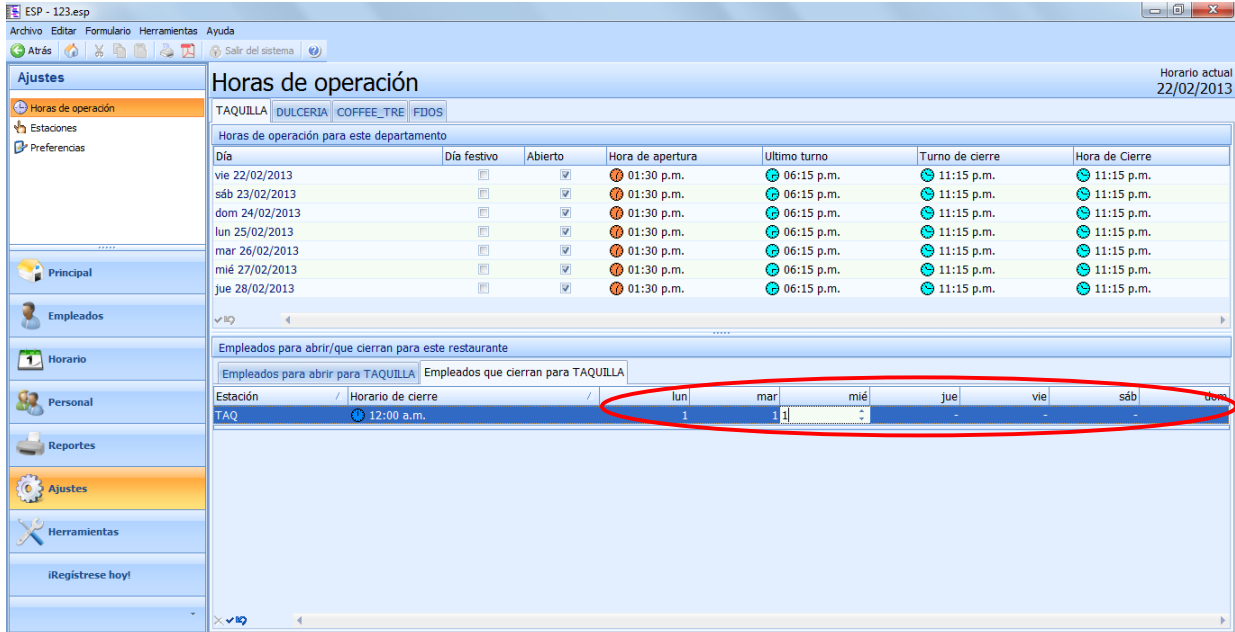 ESP - 123.esp
Archivo Editar Formulario Herramientas Ayuda
Atrás Salir del sistema
Ajustes
Horas de operación
Estaciones
Preferencias
Principal
Empleados
1 Horario
Personal
Reportes
Ajustes
Herramientas
¡Regístrese hoy!
Horas de operación
Horario actual
22/02/2013
TAQUILLA DULCERIA COFFEE_TRE FIJOS
Horas de operación para este departamento
Día Día festivo Abierto Hora de apertura Ultimo turno Turno de cierre Hora de Cierre
vie 22/02/2013 01:30 p.m. 06:15 p.m. 11:15 p.m. 11:15 p.m.
sáb 23/02/2013 01:30 p.m. 06:15 p.m. 11:15 p.m. 11:15 p.m.
dom 24/02/2013 01:30 p.m. 06:15 p.m. 11:15 p.m. 11:15 p.m.
lun 25/02/2013 01:30 p.m. 06:15 p.m. 11:15 p.m. 11:15 p.m.
mar 26/02/2013 01:30 p.m. 06:15 p.m. 11:15 p.m. 11:15 p.m.
mié 27/02/2013 01:30 p.m. 06:15 p.m. 11:15 p.m. 11:15 p.m.
jue 28/02/2013 01:30 p.m. 06:15 p.m. 11:15 p.m. 11:15 p.m.
Empleados para abrir/que cierran para este restaurante
Empleados para abrir para TAQUILLA Empleados que cierran para TAQUILLA
Estación Horario de cierre lun mar mié jue vie sáb dom
TAQ 12:00 a.m. 1 1 1 - - - -